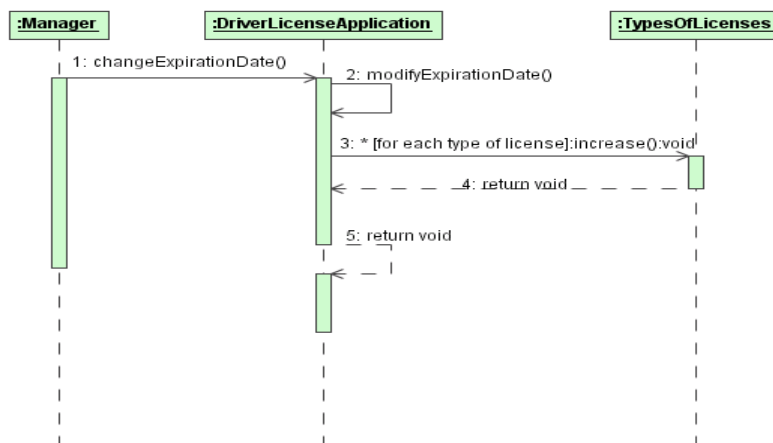 :Manager
:DriverLicenseApplication
:TypesOfLicenses
1: changeExpirationDate()
2: modifyExpirationDate()
3: * [for each type of license]:increase():void
4: return void
5: return void